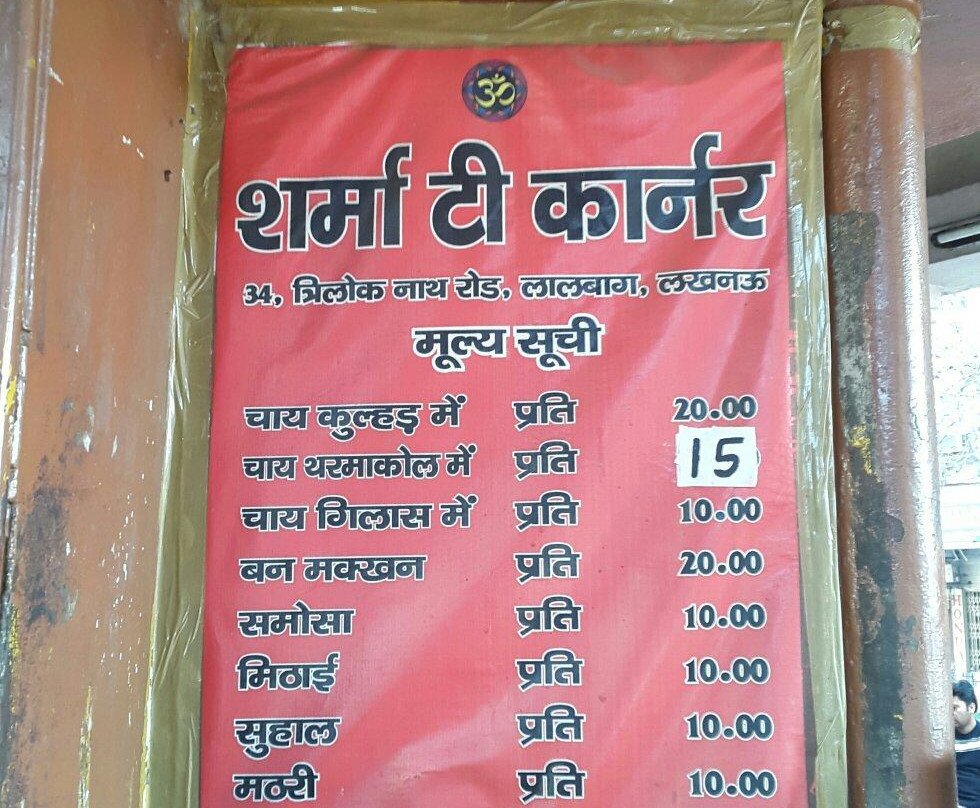 ॐ
शर्मा टी कार्नर
34, त्रिलोक नाथ रोड, लालबाग, लखनऊ
मूल्य सूची
चाय कुल्हड़ में प्रति 20.00
चाय थरमाकोल में प्रति 15
चाय गिलास में प्रति 10.00
बन मक्खन प्रति 20.00
समोसा प्रति 10.00
मिठाई प्रति 10.00
सुहाल प्रति 10.00
मठरी प्रति 10.00